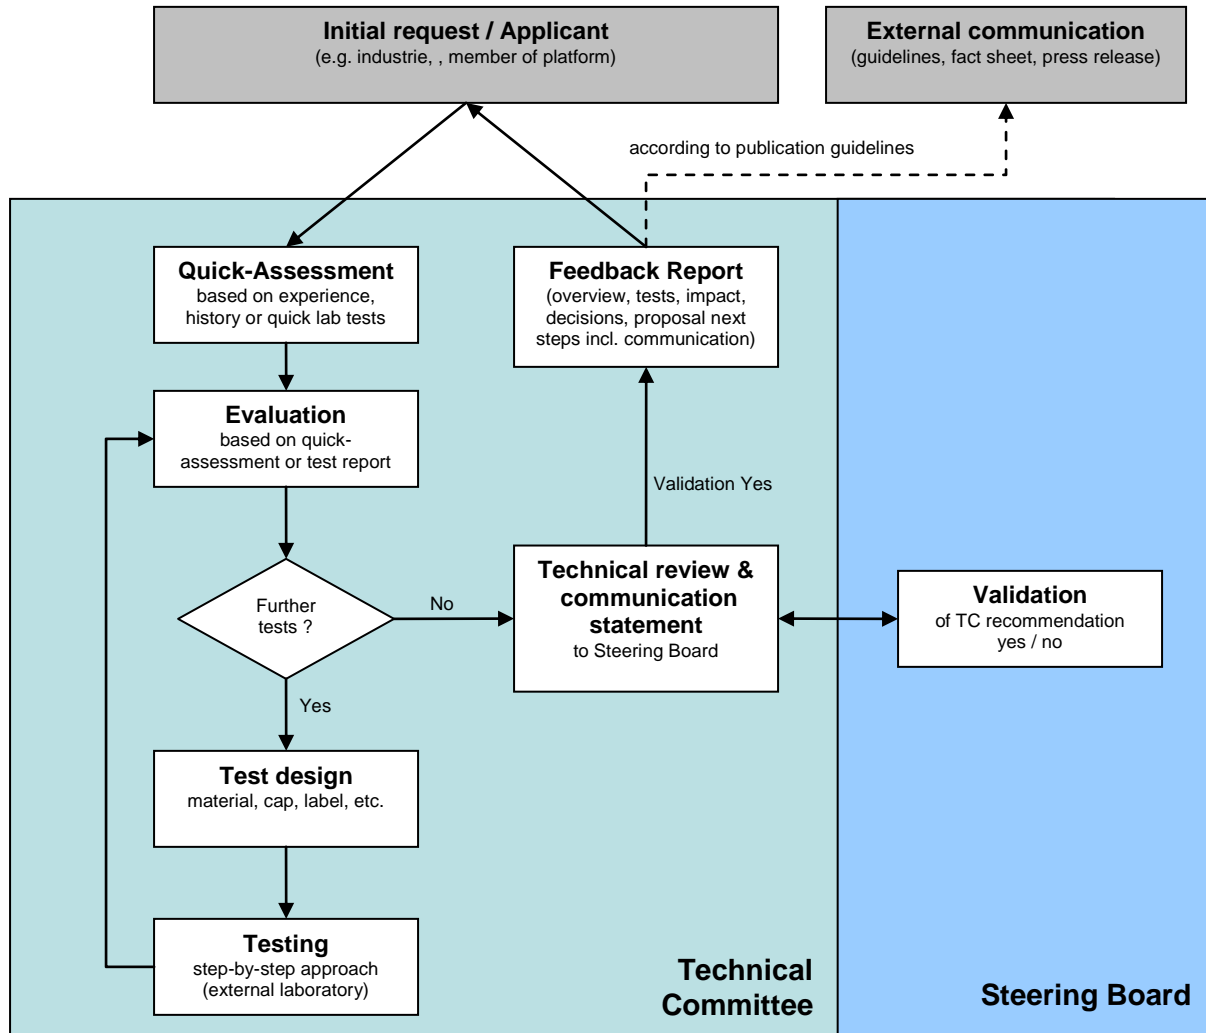 Initial request / Applicant
(e.g. industrie, , member of platform)
External communication
(guidelines, fact sheet, press release)
according to publication guidelines
Quick-Assessment
based on experience,
history or quick lab tests
Feedback Report
(overview, tests, impact,
decisions, proposal next
steps incl. communication)
Evaluation
based on quick-
assessment or test report
Validation Yes
Further
tests ?
No
Technical review &
communication
statement
to Steering Board
Validation
of TC recommendation
yes / no
Yes
Test design
material, cap, label, etc.
Testing
step-by-step approach
(external laboratory)
Technical
Committee
Steering Board